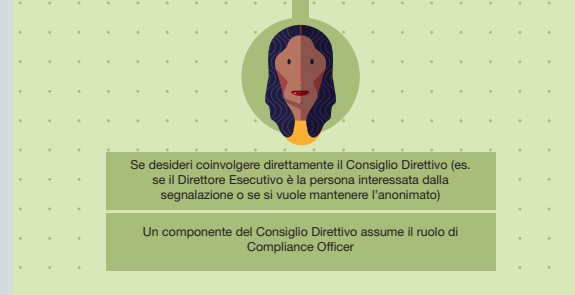 Se desideri coinvolgere direttamente il Consiglio Direttivo (es.
se il Direttore Esecutivo è la persona interessata dalla
segnalazione o se si vuole mantenere l'anonimato)
Un componente del Consiglio Direttivo assume il ruolo di
Compliance Officer